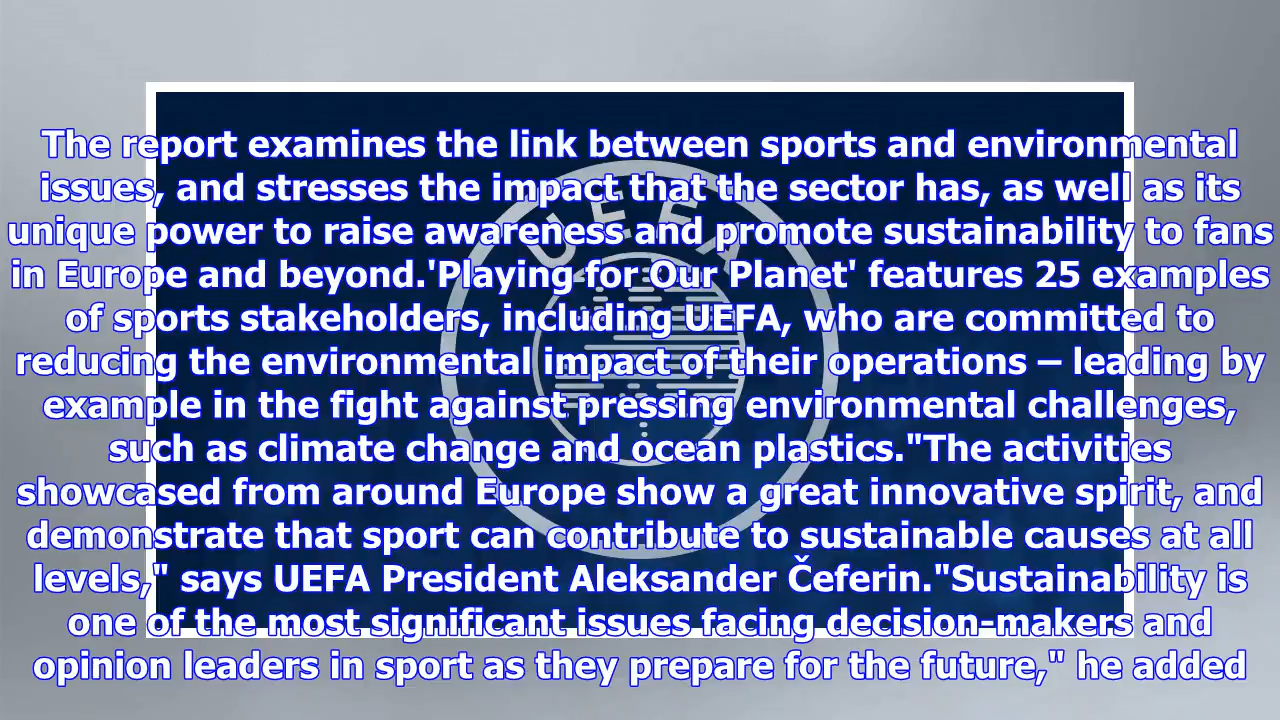 The report examines the link between sports and environmental
issues, and stresses the impact that the sector has, as well as its
unique power to raise awareness and promote sustainability to fans
in Europe and beyond.'Playing for Our Planet' features 25 examples
of sports stakeholders, including UEFA, who are committed to
reducing the environmental impact of their operations – leading by
example in the fight against pressing environmental challenges,
such as climate change and ocean plastics."The activities
showcased from around Europe show a great innovative spirit, and
demonstrate that sport can contribute to sustainable causes at all
levels," says UEFA President Aleksander Čeferin."Sustainability is
one of the most significant issues facing decision-makers and
opinion leaders in sport as they prepare for the future," he added
UEFA